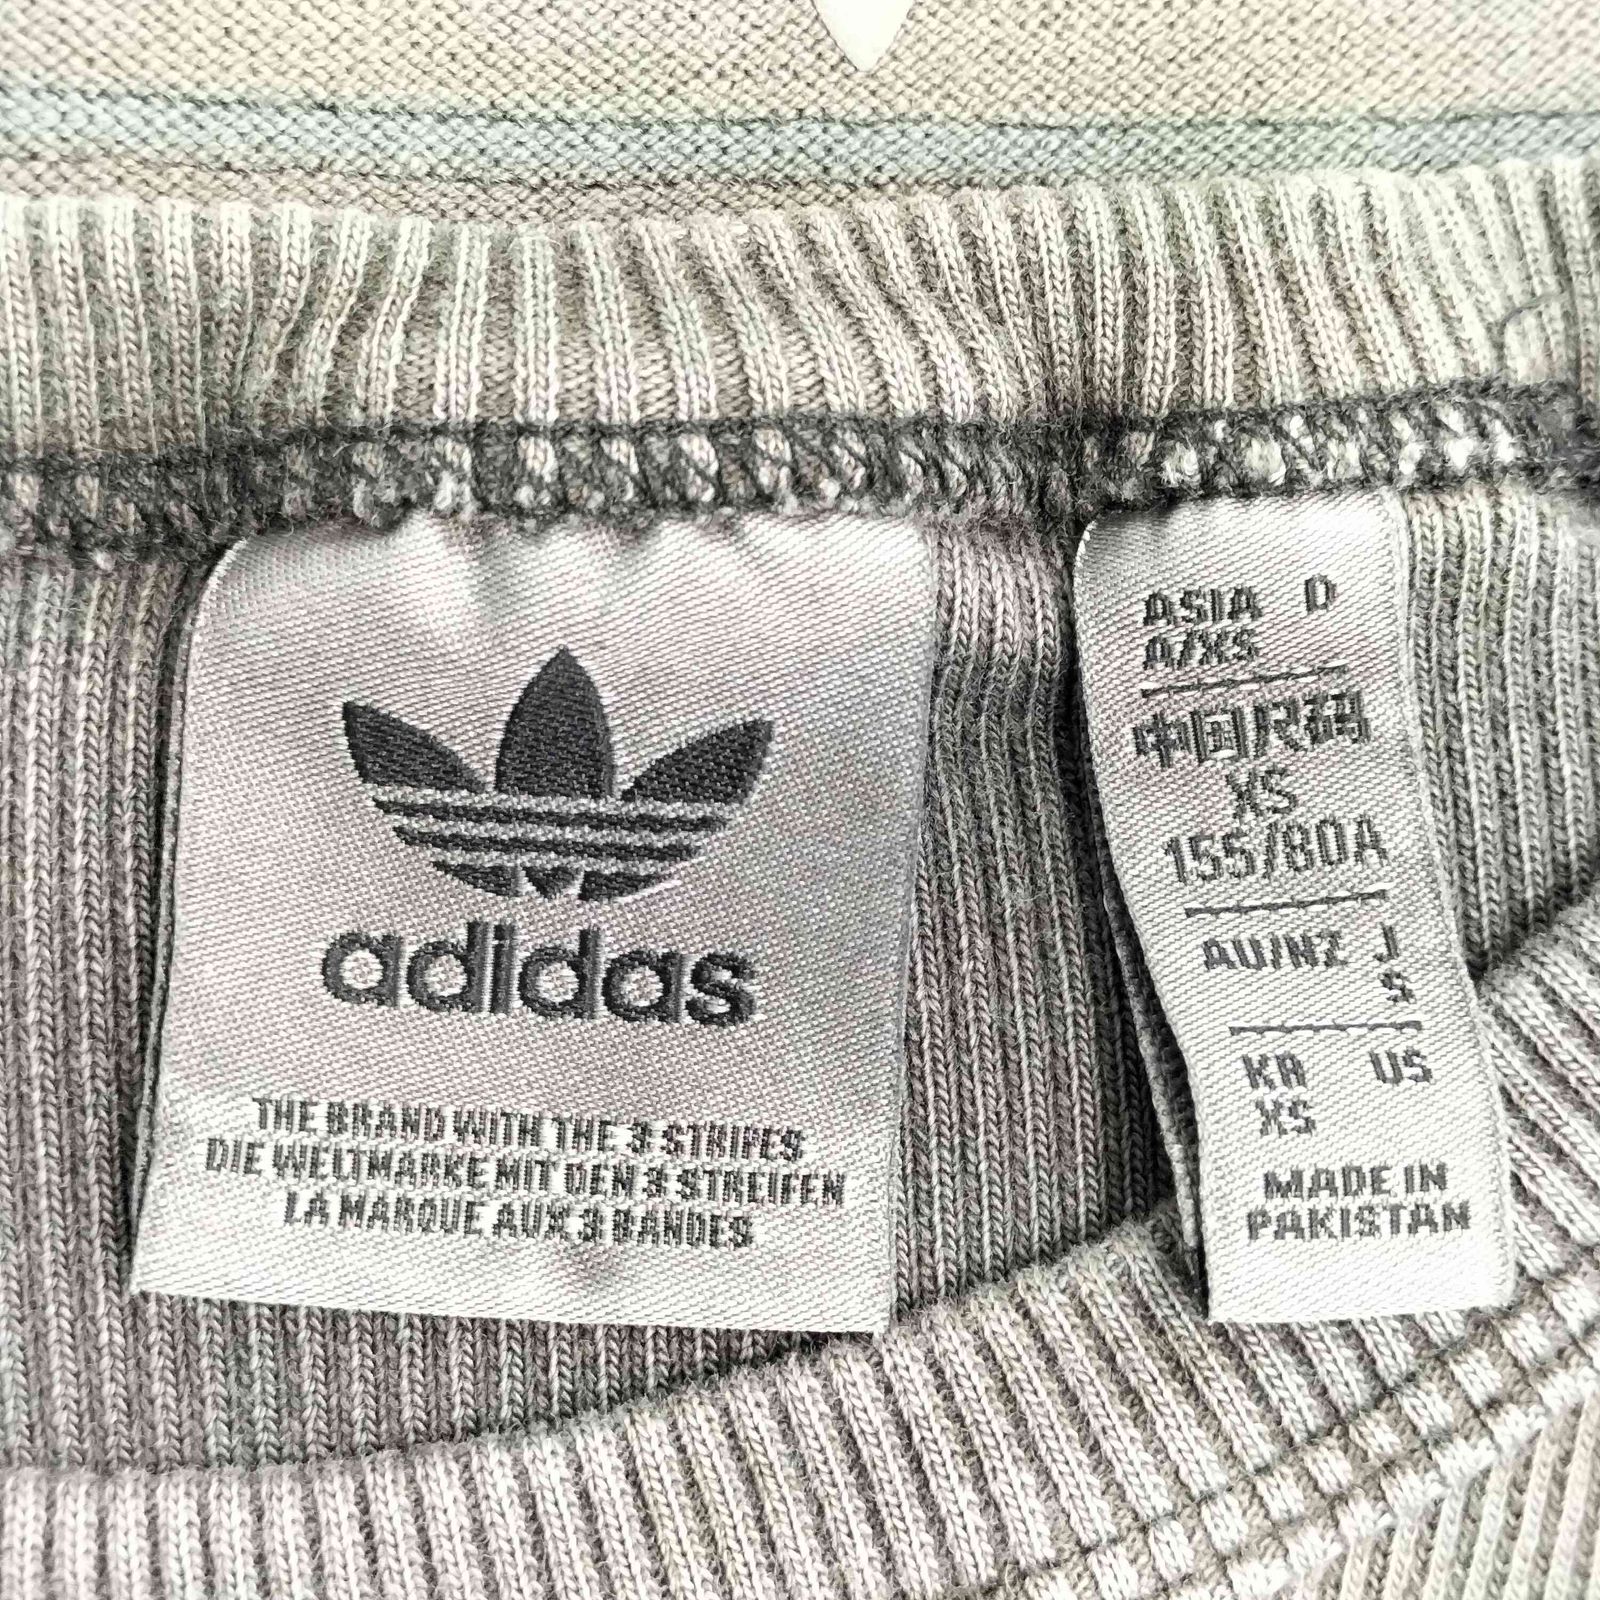 adidas
THE BRAND WITH THE 3 STRIPES
DIE WELTMARKE MIT DEN 3 STREIFEN
LA MARQUE AUX 3 BANDES
ASIA D
A/XS
中国尺码
XS
155/80A
AU/NZ J
S
KR US
XS
MADE IN
PAKISTAN